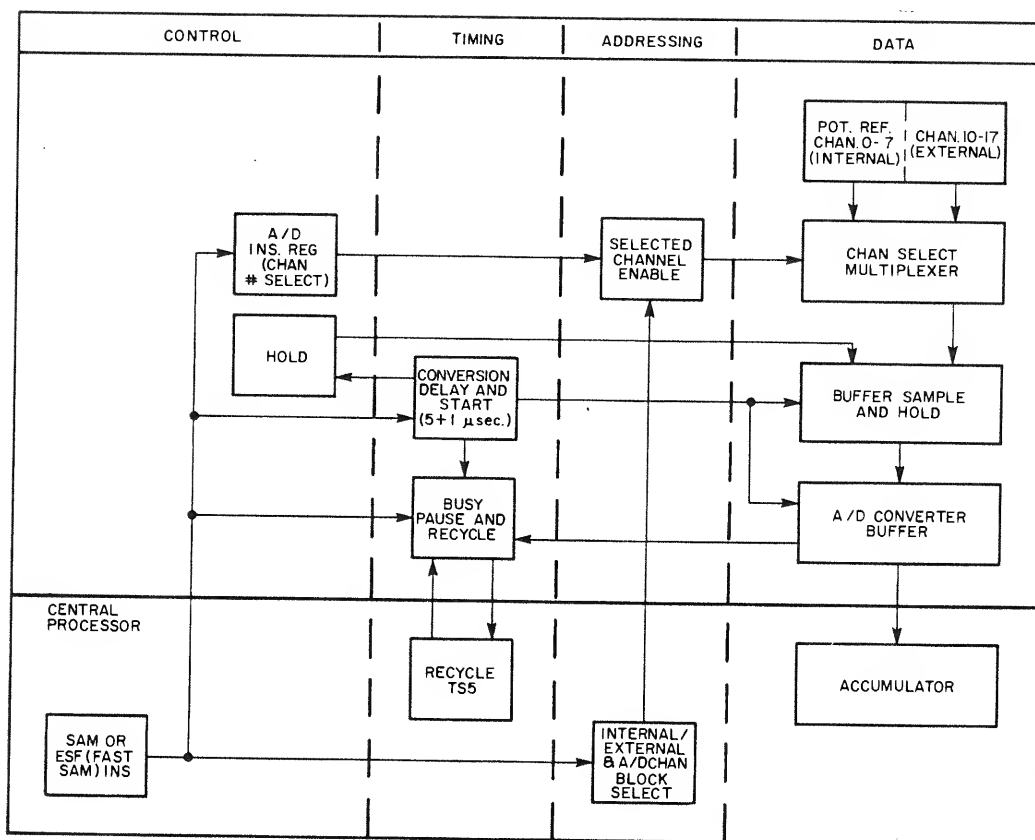 CONTROL
TIMING
ADDRESSING
DATA
POT. REF.
CHAN. 0-7
(INTERNAL)
CHAN. 10-17
(EXTERNAL)
A/D
INS. REG
(CHAN
# SELECT)
SELECTED
CHANNEL
ENABLE
CHAN SELECT
MULTIPLEXER
HOLD
CONVERSION
DELAY AND
START
(5+1 µsec.)
BUFFER SAMPLE
AND HOLD
BUSY
PAUSE AND
RECYCLE
A/D CONVERTER
BUFFER
CENTRAL
PROCESSOR
RECYCLE
TS5
ACCUMULATOR
SAM OR
ESF (FAST
SAM) INS
INTERNAL/
EXTERNAL
& A/DCHAN
BLOCK
SELECT